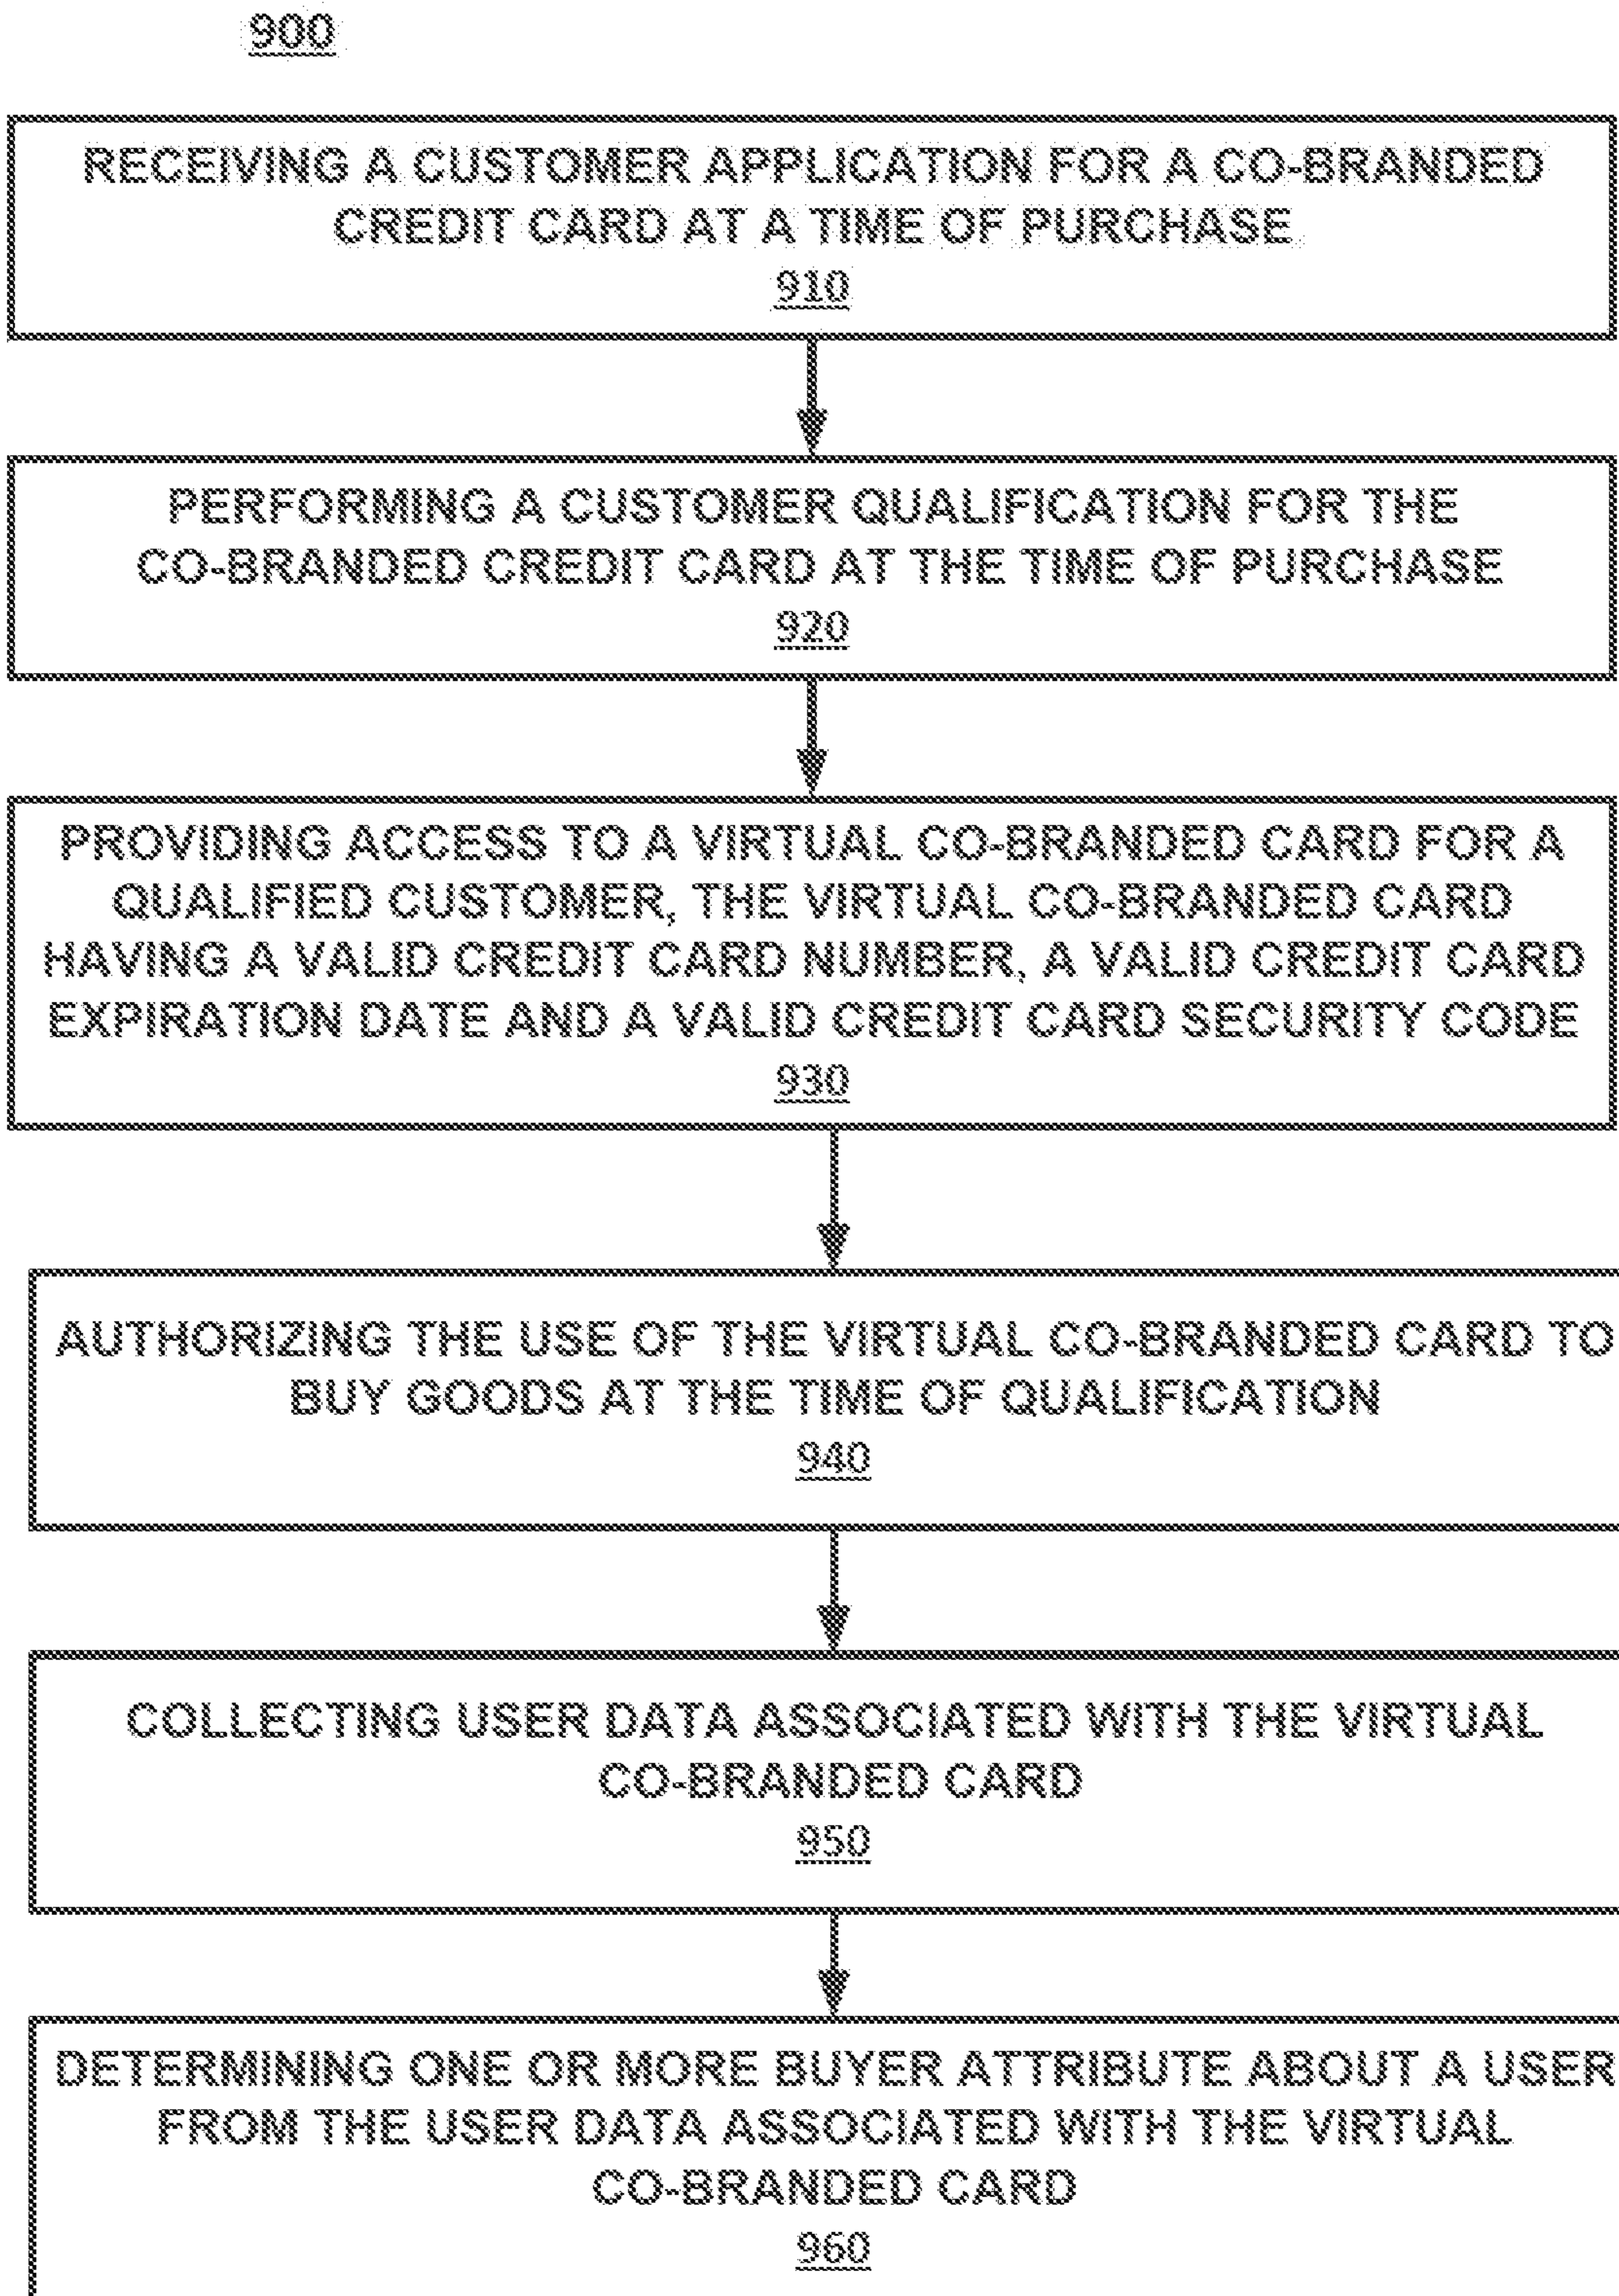 900
RECEIVING A CUSTOMER APPLICATION FOR A CO-BRANDED
CREDIT CARD AT A TIME OF PURCHASE
910
PERFORMING A CUSTOMER QUALIFICATION FOR THE
CO-BRANDED CREDIT CARD AT THE TIME OF PURCHASE
920
PROVIDING ACCESS TO A VIRTUAL CO-BRANDED CARD FOR A
QUALIFIED CUSTOMER, THE VIRTUAL CO-BRANDED CARD
HAVING A VALID CREDIT CARD NUMBER, A VALID CREDIT CARD
EXPIRATION DATE AND A VALID CREDIT CARD SECURITY CODE
930
AUTHORIZING THE USE OF THE VIRTUAL CO-BRANDED CARD TO
BUY GOODS AT THE TIME OF QUALIFICATION
940
COLLECTING USER DATA ASSOCIATED WITH THE VIRTUAL
CO-BRANDED CARD
950
DETERMINING ONE OR MORE BUYER ATTRIBUTE ABOUT A USER
FROM THE USER DATA ASSOCIATED WITH THE VIRTUAL
CO-BRANDED CARD
960